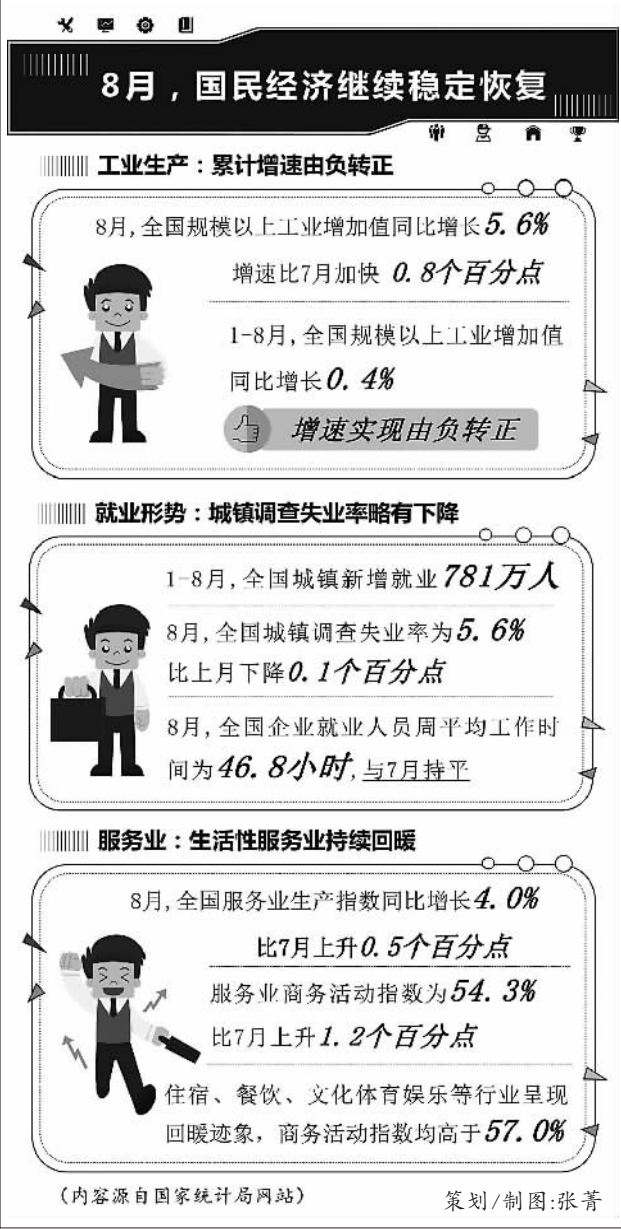 8月，国民经济继续稳定恢复
工业生产：累计增速由负转正
8月,全国规模以上工业增加值同比增长5.6%
增速比7月加快 0.8个百分点
1-8月,全国规模以上工业增加值
同比增长0.4%
增速实现由负转正
就业形势：城镇调查失业率略有下降
1-8月,全国城镇新增就业781万人
8月,全国城镇调查失业率为5.6%
比上月下降0.1个百分点
8月,全国企业就业人员周平均工作时
间为46.8小时,与7月持平
服务业：生活性服务业持续回暖
8月,全国服务业生产指数同比增长4.0%
比7月上升0.5个百分点
服务业商务活动指数为54.3%
比7月上升1.2个百分点
住宿、餐饮、文化体育娱乐等行业呈现
回暖迹象，商务活动指数均高于57.0%
（内容源自国家统计局网站）
策划/制图:张菁